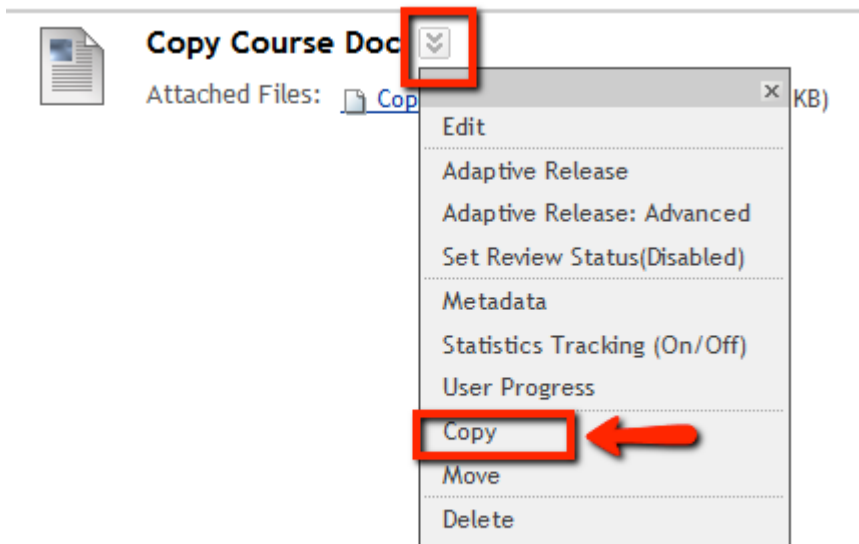 Copy Course Doc
Attached Files: Cop KB)
Edit
Adaptive Release
Adaptive Release: Advanced
Set Review Status(Disabled)
Metadata
Statistics Tracking (On/Off)
User Progress
Copy
Move
Delete